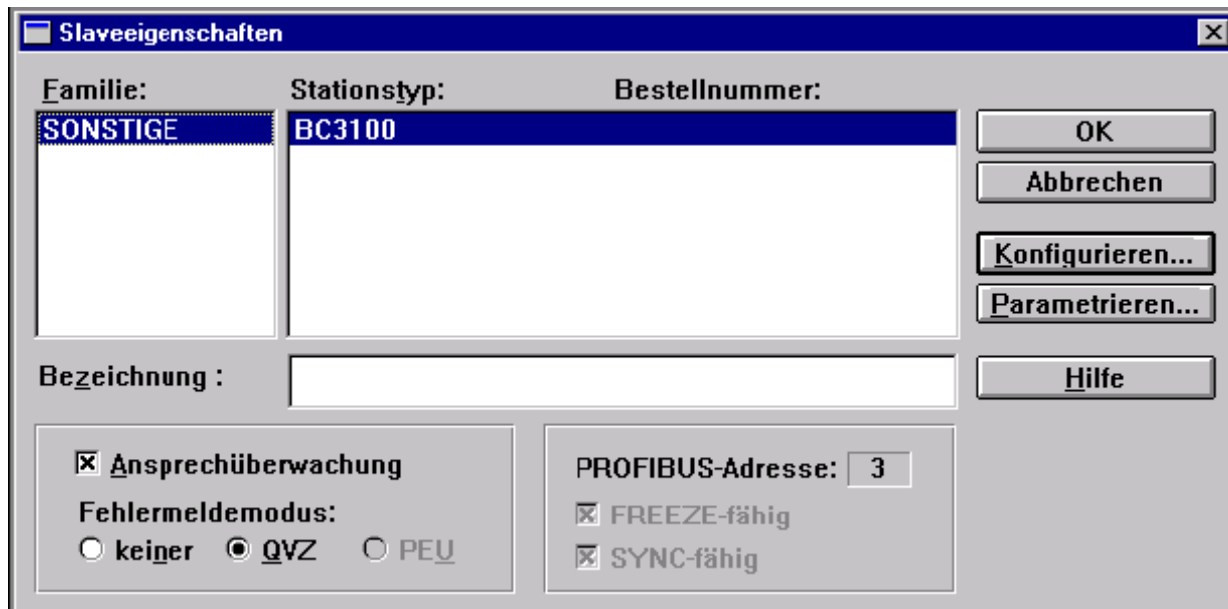 Slaveeigenschaften
Familie: Stationstyp: Bestellnummer:
SONSTIGE BC3100
OK
Abbrechen
Konfigurieren...
Parametrieren...
Bezeichnung :
Hilfe
Ansprechüberwachung
Fehlermeldemodus:
keiner QVZ PEU
PROFIBUS-Adresse: 3
FREEZE-fähig
SYNC-fähig